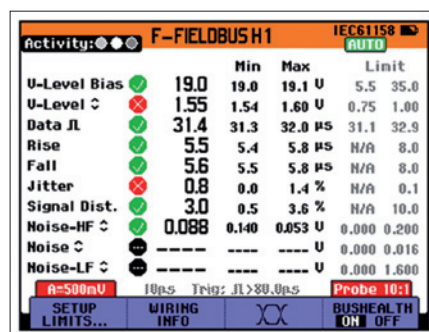 Activity: F-FIELDBUS H1 IEC61158
AUTO
Min Max Limit
V-Level Bias 19.0 19.0 19.1 V 5.5 35.0
V-Level 1.55 1.54 1.60 V 0.75 1.00
Data 31.4 31.3 32.0 µs 31.1 32.9
Rise 5.5 5.4 5.8 µs N/A 8.0
Fall 5.6 5.5 5.8 µs N/A 8.0
Jitter 0.8 0.0 1.4 % N/A 0.1
Signal Dist. 3.0 0.5 3.6 % N/A 10.0
Noise-HF 0.088 0.140 0.053 V 0.000 0.200
Noise ---- ---- ---- V 0.000 0.016
Noise-LF ---- ---- ---- V 0.000 1.600
A=500mV 10µs Trig: >80.0µs Probe 10:1
SETUP LIMITS... WIRING INFO BUSHEALTH ON OFF